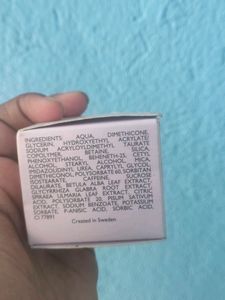 INGREDIENTS: AQUA, DIMETHICONE,
GLYCERIN, HYDROXYETHYL ACRYLATE/
SODIUM ACRYLOYLDIMETHYL TAURATE
COPOLYMER, BETAINE, SILICA,
PHENOXYETHANOL, BEHENETH-25, CETYL
ALCOHOL, STEARYL ALCOHOL, MICA,
IMIDAZOLIDINYL UREA, CAPRYLYL GLYCOL,
DIMETHICONOL, POLYSORBATE 60, SORBITAN
ISOSTEARATE, CAFFEINE, SUCROSE
DILAURATE, BETULA ALBA LEAF EXTRACT,
GLYCYRRHIZA GLABRA ROOT EXTRACT,
SPIRAEA ULMARIA LEAF EXTRACT, CITRIC
ACID, POLYSORBATE 20, PISUM SATIVUM
EXTRACT, SODIUM BENZOATE, POTASSIUM
SORBATE, P-ANISIC ACID, SORBIC ACID,
CI 77891
Created in Sweden